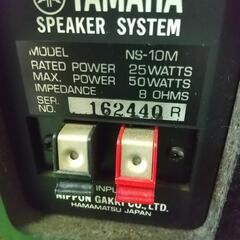 YAMAHA
SPEAKER SYSTEM
MODEL NS-10M
RATED POWER 25WATTS
MAX. POWER 50WATTS
IMPEDANCE 8 OHMS
SER. NO. 162440 R
INPUT
NIPPON GAKKI CO., LTD.
HAMAMATSU JAPAN